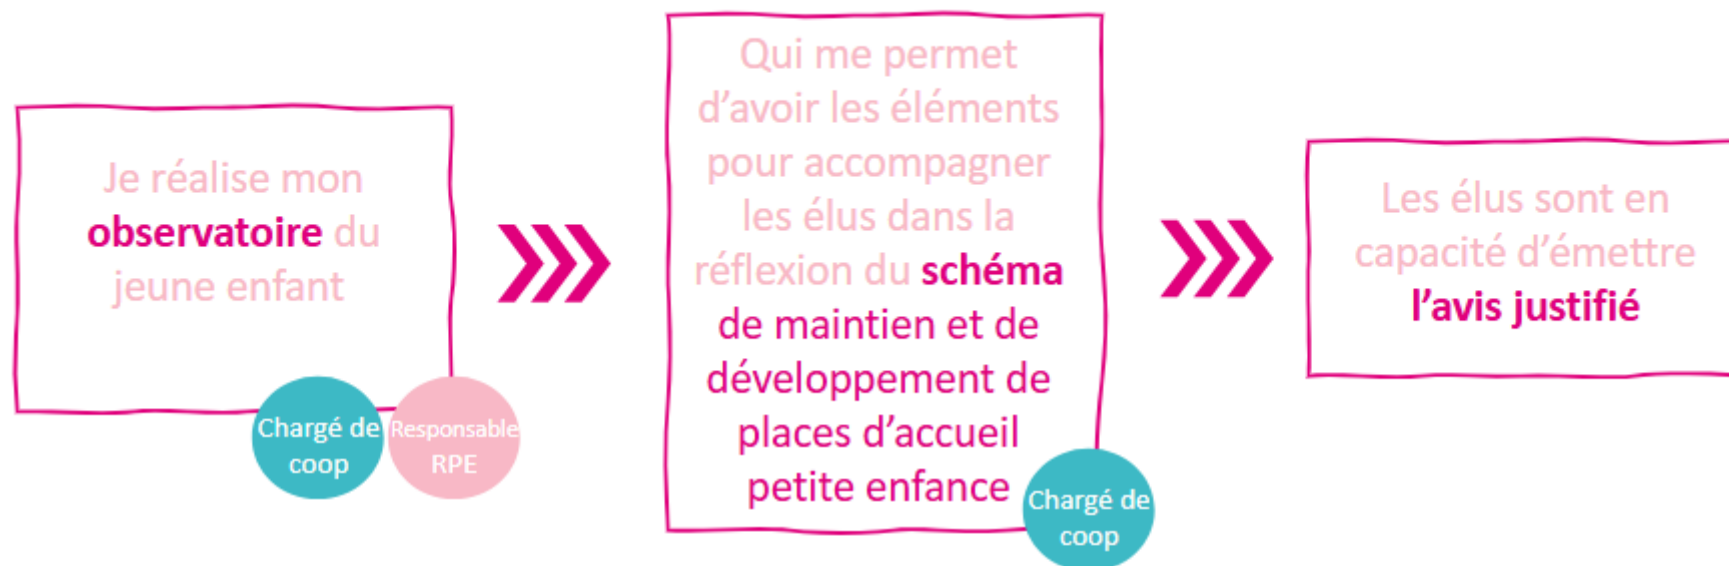 Je réalise mon
observatoire du
jeune enfant
Chargé de
coop
Responsable
RPE
Qui me permet
d’avoir les éléments
pour accompagner
les élus dans la
réflexion du schéma
de maintien et de
développement de
places d’accueil
petite enfance
Chargé de
coop
Les élus sont en
capacité d’émettre
l’avis justifié